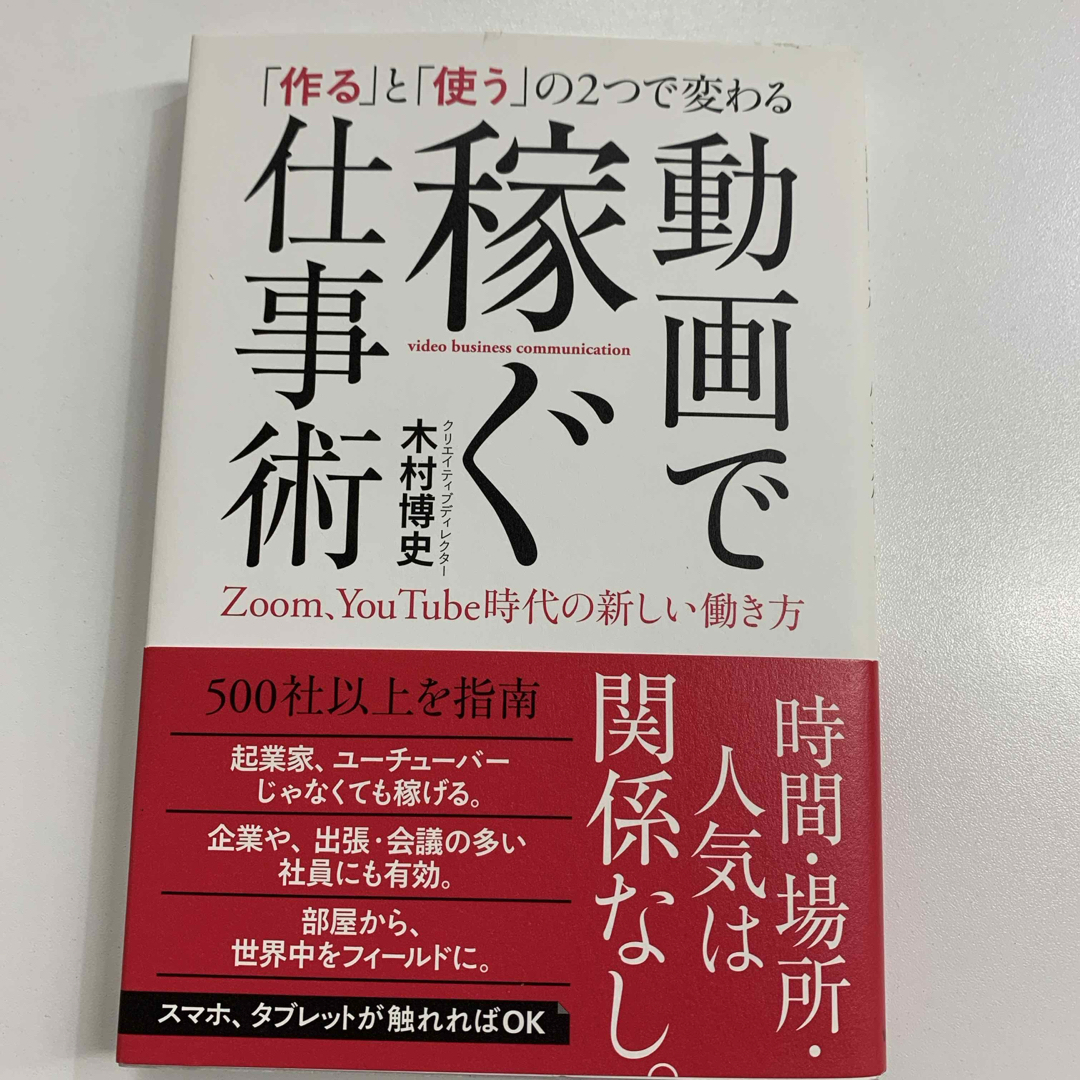 「作る」と「使う」の2つで変わる
動画で
稼ぐ
仕事術
video business communication
クリエイティブディレクター
木村博史
Zoom、YouTube時代の新しい働き方
時間・場所・
人気は
関係なし。
500社以上を指南
起業家、ユーチューバー
じゃなくても稼げる。
企業や、出張・会議の多い
社員にも有効。
部屋から、
世界中をフィールドに。
スマホ、タブレットが触れればOK